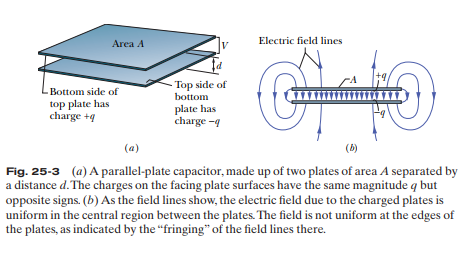 Area A
V
d
Bottom side of
top plate has
charge +q
Top side of
bottom
plate has
charge –q
(a)
Electric field lines
A
+q
–q
(b)
Fig. 25-3 (a) A parallel-plate capacitor, made up of two plates of area A separated by
a distance d. The charges on the facing plate surfaces have the same magnitude q but
opposite signs. (b) As the field lines show, the electric field due to the charged plates is
uniform in the central region between the plates. The field is not uniform at the edges of
the plates, as indicated by the “fringing” of the field lines there.